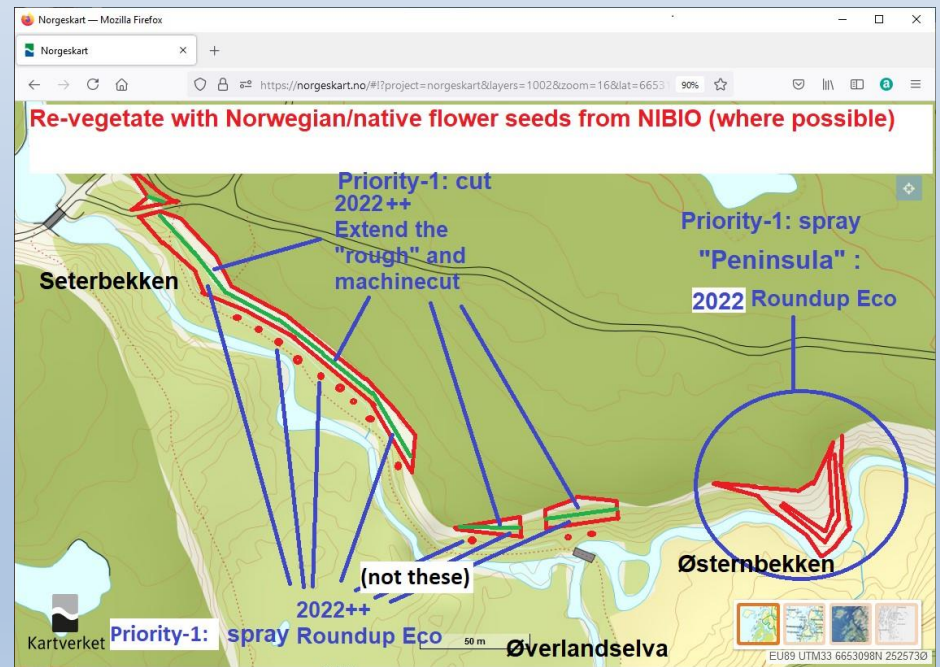 Norgeskart — Mozilla Firefox
Norgeskart
https://norgeskart.no/#!?project=norgeskart&layers=1002&zoom=16&lat=66531
90%
a
Re-vegetate with Norwegian/native flower seeds from NIBIO (where possible)
Priority-1: cut
2022++
Extend the
"rough" and
machinecut
Priority-1: spray
"Peninsula" :
2022 Roundup Eco
Seterbekken
Østernbekken
(not these)
2022++
Priority-1: spray Roundup Eco
Kartverket
50 m
Øverlandselva
EU89 UTM33 6653098N 252573Ø